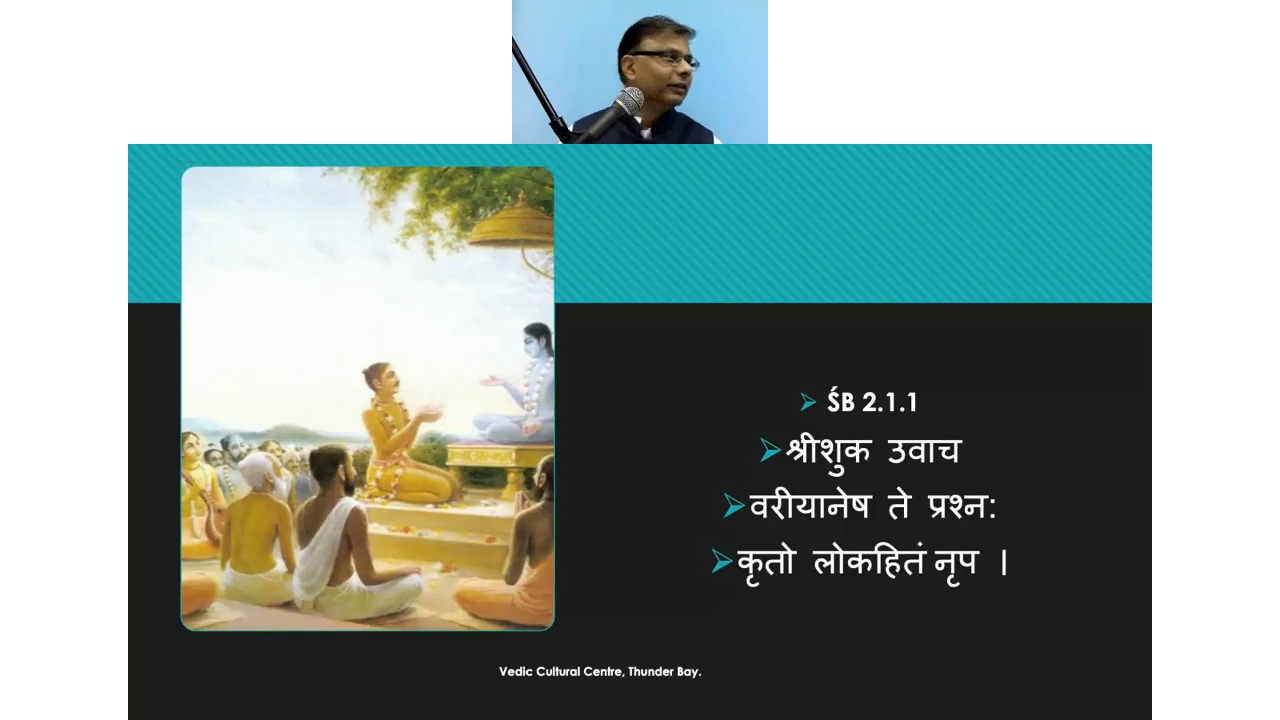 ŚB 2.1.1
श्रीशुक उवाच
वरीयानेष ते प्रश्न:
कृतो लोकहितं नृप ।
Vedic Cultural Centre, Thunder Bay.